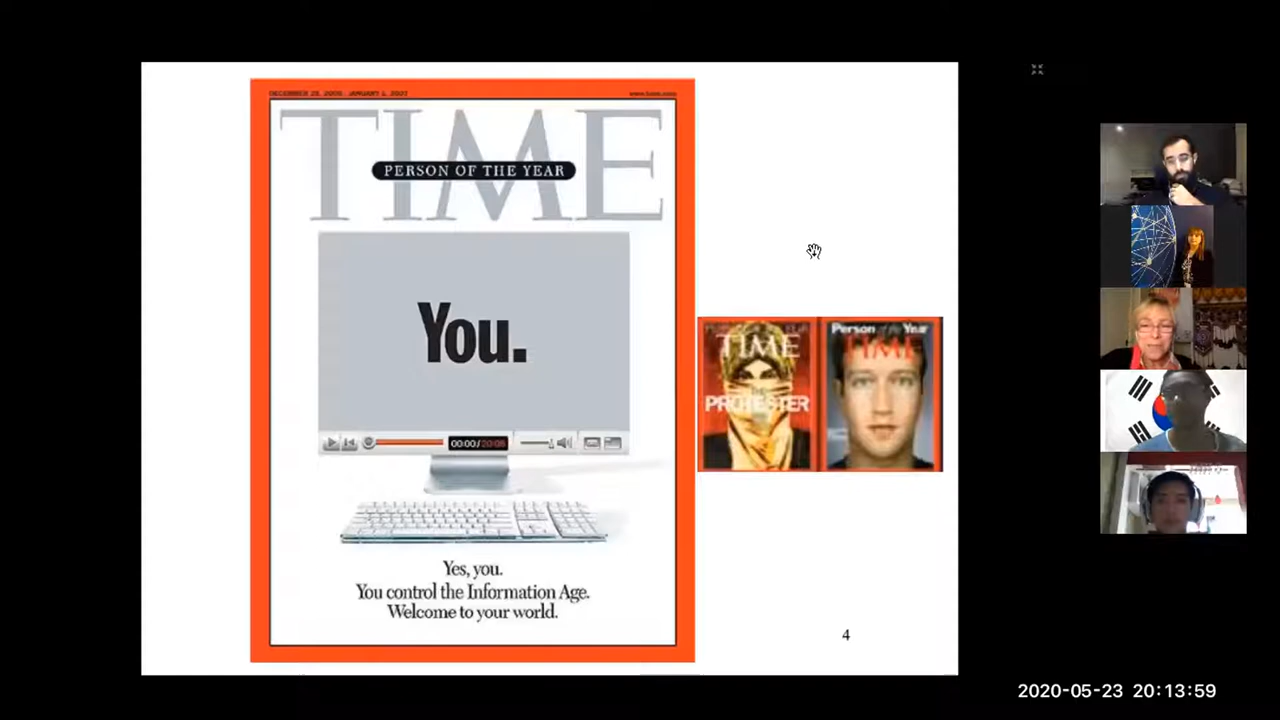 TIME
PERSON OF THE YEAR
You.
00:00/20:06
Yes, you.
You control the Information Age.
Welcome to your world.
TIME
THE
PROTESTER
Person of the Year
TIME
4
2020-05-23 20:13:59